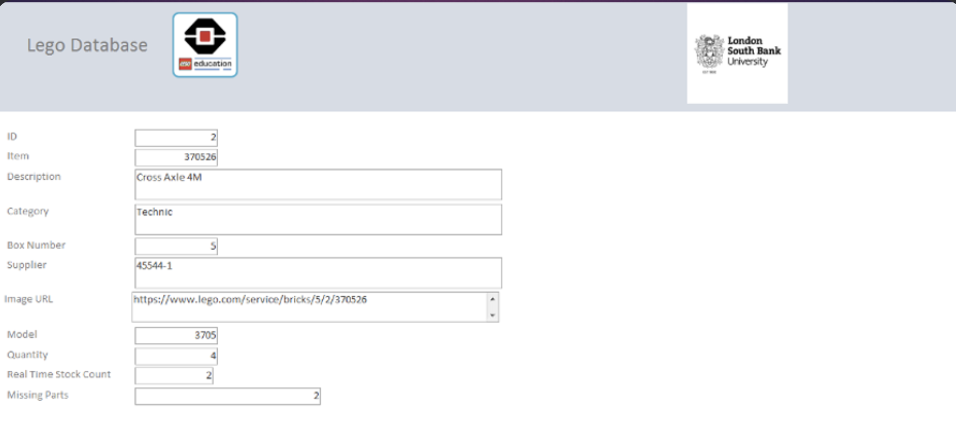 Lego Database
education
London
South Bank
University
ID 2
Item 370526
Description Cross Axle 4M
Category Technic
Box Number 5
Supplier 45544-1
Image URL https://www.lego.com/service/bricks/5/2/370526
Model 3705
Quantity 4
Real Time Stock Count 2
Missing Parts 2